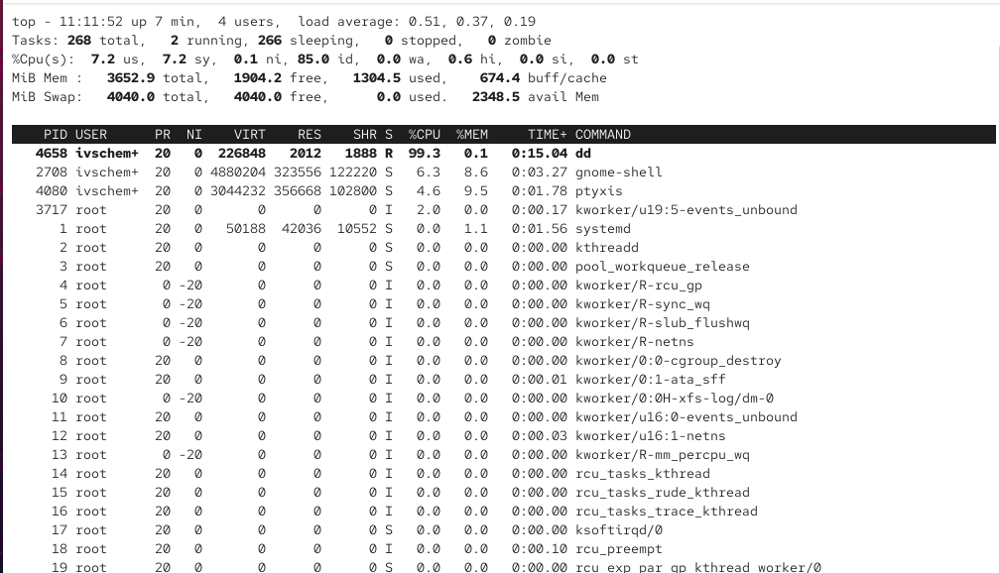 top - 11:11:52 up 7 min,  4 users,  load average: 0.51, 0.37, 0.19
Tasks: 268 total,   2 running, 266 sleeping,   0 stopped,   0 zombie
%Cpu(s):  7.2 us,  7.2 sy,  0.1 ni, 85.0 id,  0.0 wa,  0.6 hi,  0.0 si,  0.0 st
MiB Mem :   3652.9 total,   1904.2 free,   1304.5 used,    674.4 buff/cache
MiB Swap:   4040.0 total,   4040.0 free,      0.0 used.   2348.5 avail Mem
PID USER      PR  NI    VIRT    RES    SHR S  %CPU  %MEM     TIME+ COMMAND
4658 ivschem+  20   0  226848   2012   1888 R  99.3   0.1   0:15.04 dd
2708 ivschem+  20   0 4880204 323556 122220 S   6.3   8.6   0:03.27 gnome-shell
4080 ivschem+  20   0 3044232 356668 102800 S   4.6   9.5   0:01.78 ptyxis
3717 root      20   0       0      0      0 I   2.0   0.0   0:00.17 kworker/u19:5-events_unbound
1 root      20   0   50188  42036  10552 S   0.0   1.1   0:01.56 systemd
2 root      20   0       0      0      0 S   0.0   0.0   0:00.00 kthreadd
3 root      20   0       0      0      0 S   0.0   0.0   0:00.00 pool_workqueue_release
4 root       0 -20       0      0      0 I   0.0   0.0   0:00.00 kworker/R-rcu_gp
5 root       0 -20       0      0      0 I   0.0   0.0   0:00.00 kworker/R-sync_wq
6 root       0 -20       0      0      0 I   0.0   0.0   0:00.00 kworker/R-slub_flushwq
7 root       0 -20       0      0      0 I   0.0   0.0   0:00.00 kworker/R-netns
8 root      20   0       0      0      0 I   0.0   0.0   0:00.00 kworker/0:0-cgroup_destroy
9 root      20   0       0      0      0 I   0.0   0.0   0:00.01 kworker/0:1-ata_sff
10 root       0 -20       0      0      0 I   0.0   0.0   0:00.00 kworker/0:0H-xfs-log/dm-0
11 root      20   0       0      0      0 I   0.0   0.0   0:00.00 kworker/u16:0-events_unbound
12 root      20   0       0      0      0 I   0.0   0.0   0:00.03 kworker/u16:1-netns
13 root       0 -20       0      0      0 I   0.0   0.0   0:00.00 kworker/R-mm_percpu_wq
14 root      20   0       0      0      0 I   0.0   0.0   0:00.00 rcu_tasks_kthread
15 root      20   0       0      0      0 I   0.0   0.0   0:00.00 rcu_tasks_rude_kthread
16 root      20   0       0      0      0 I   0.0   0.0   0:00.00 rcu_tasks_trace_kthread
17 root      20   0       0      0      0 S   0.0   0.0   0:00.00 ksoftirqd/0
18 root      20   0       0      0      0 I   0.0   0.0   0:00.10 rcu_preempt
19 root      20   0       0      0      0 S   0.0   0.0   0:00.00 rcu_exp_par_gp_kthread_worker/0